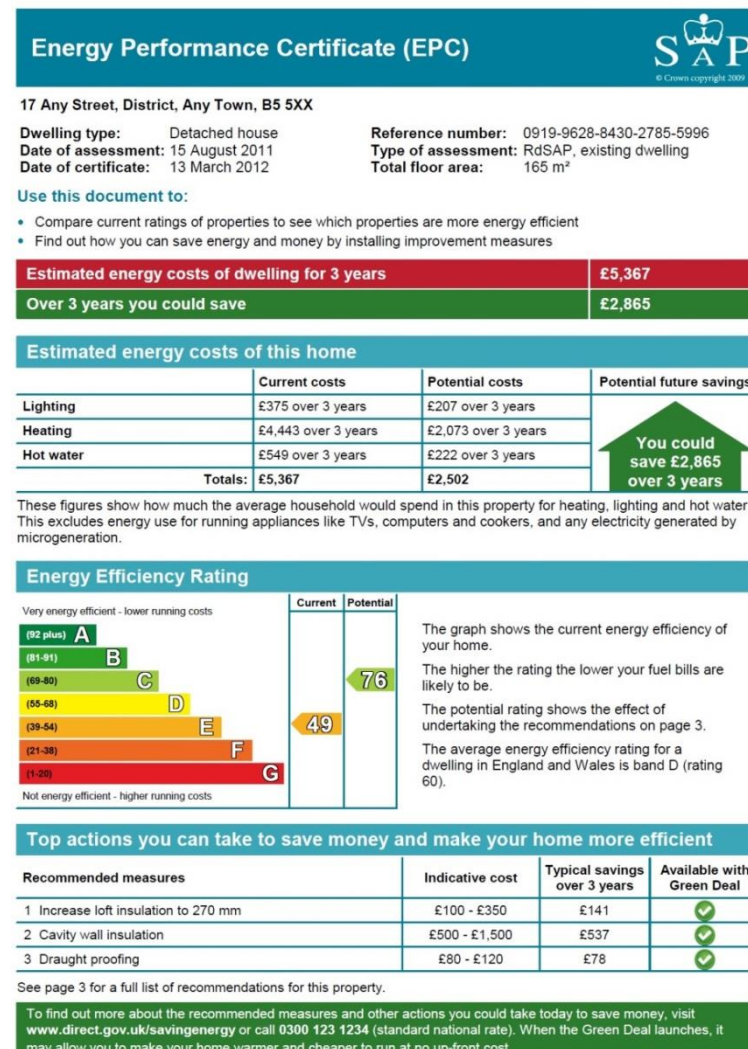 Energy Performance Certificate (EPC)
SAP
© Crown copyright 2009
17 Any Street, District, Any Town, B5 5XX
Dwelling type: Detached house
Date of assessment: 15 August 2011
Date of certificate: 13 March 2012
Reference number: 0919-9628-8430-2785-5996
Type of assessment: RdSAP, existing dwelling
Total floor area: 165 m²
Use this document to:
• Compare current ratings of properties to see which properties are more energy efficient
• Find out how you can save energy and money by installing improvement measures
Estimated energy costs of dwelling for 3 years £5,367
Over 3 years you could save £2,865
Estimated energy costs of this home
Current costs Potential costs Potential future savings
Lighting £375 over 3 years £207 over 3 years
Heating £4,443 over 3 years £2,073 over 3 years
Hot water £549 over 3 years £222 over 3 years
Totals: £5,367 £2,502
You could
save £2,865
over 3 years
These figures show how much the average household would spend in this property for heating, lighting and hot water
This excludes energy use for running appliances like TVs, computers and cookers, and any electricity generated by
microgeneration.
Energy Efficiency Rating
Very energy efficient - lower running costs
Current Potential
(92 plus) A
(81-91) B
(69-80) C
76
(55-68) D
(39-54) E
49
(21-38) F
(1-20) G
Not energy efficient - higher running costs
The graph shows the current energy efficiency of
your home.
The higher the rating the lower your fuel bills are
likely to be.
The potential rating shows the effect of
undertaking the recommendations on page 3.
The average energy efficiency rating for a
dwelling in England and Wales is band D (rating
60).
Top actions you can take to save money and make your home more efficient
Recommended measures Indicative cost Typical savings over 3 years Available with Green Deal
1 Increase loft insulation to 270 mm £100 - £350 £141
2 Cavity wall insulation £500 - £1,500 £537
3 Draught proofing £80 - £120 £78
See page 3 for a full list of recommendations for this property.
To find out more about the recommended measures and other actions you could take today to save money, visit
www.direct.gov.uk/savingenergy or call 0300 123 1234 (standard national rate). When the Green Deal launches, it
may allow you to make your home warmer and cheaper to run at no up-front cost.